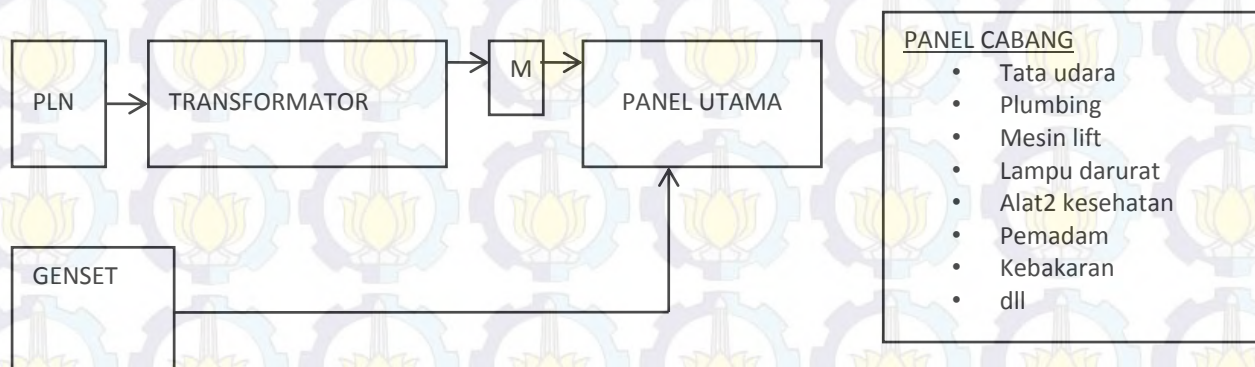 PLN
TRANSFORMATOR
M
PANEL UTAMA
GENSET
PANEL CABANG
• Tata udara
• Plumbing
• Mesin lift
• Lampu darurat
• Alat2 kesehatan
• Pemadam
• Kebakaran
• dll